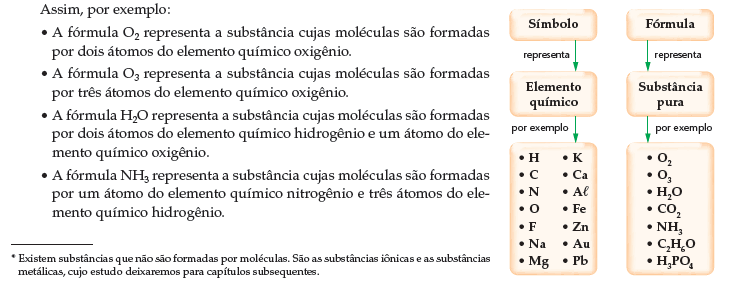 Assim, por exemplo:
• A fórmula O₂ representa a substância cujas moléculas são formadas
por dois átomos do elemento químico oxigênio.
• A fórmula O₃ representa a substância cujas moléculas são formadas
por três átomos do elemento químico oxigênio.
• A fórmula H₂O representa a substância cujas moléculas são formadas
por dois átomos do elemento químico hidrogênio e um átomo do ele-
mento químico oxigênio.
• A fórmula NH₃ representa a substância cujas moléculas são formadas
por um átomo do elemento químico nitrogênio e três átomos do ele-
mento químico hidrogênio.
* Existem substâncias que não são formadas por moléculas. São as substâncias iônicas e as substâncias
metálicas, cujo estudo deixaremos para capítulos subsequentes.
Símbolo
representa
Elemento
químico
por exemplo
• H • K
• C • Ca
• N • Aℓ
• O • Fe
• F • Zn
• Na • Au
• Mg • Pb
Fórmula
representa
Substância
pura
por exemplo
• O₂
• O₃
• H₂O
• CO₂
• NH₃
• C₂H₆O
• H₃PO₄